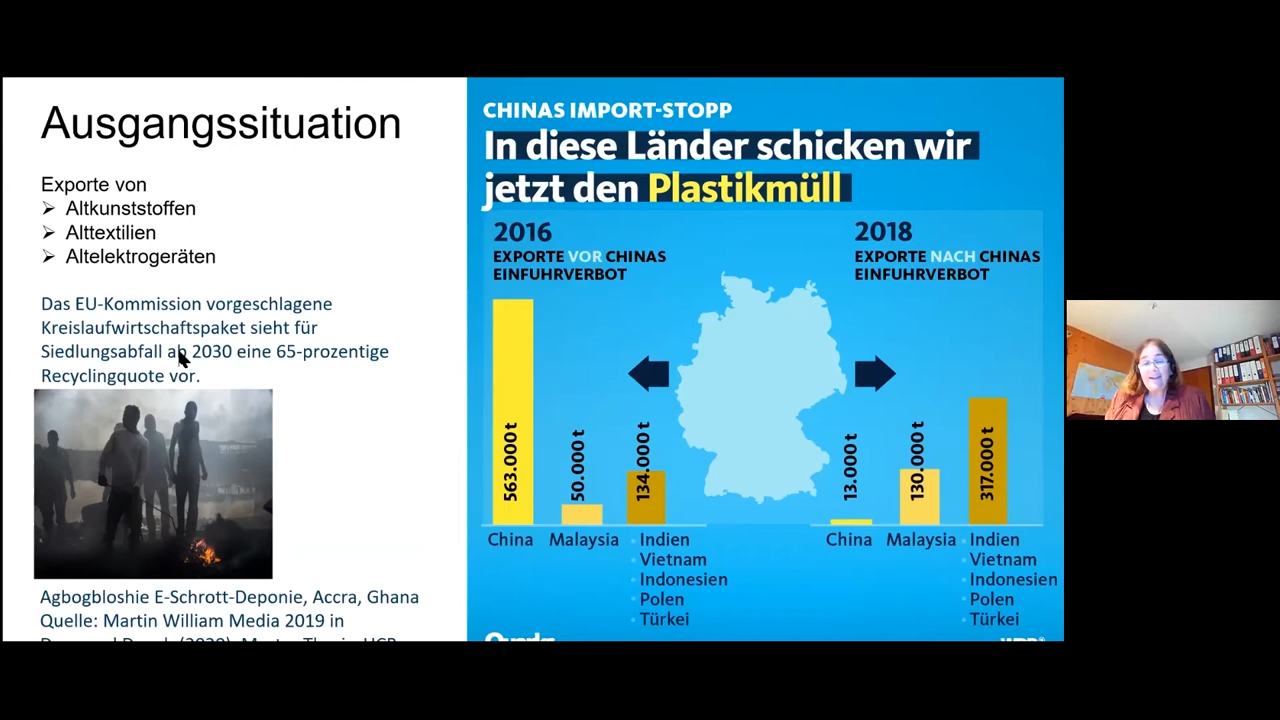 Ausgangssituation
Exporte von
➢ Altkunststoffen
➢ Alttextilien
➢ Altelektrogeräten
Das EU-Kommission vorgeschlagene
Kreislaufwirtschaftspaket sieht für
Siedlungsabfall ab 2030 eine 65-prozentige
Recyclingquote vor.
Agbogbloshie E-Schrott-Deponie, Accra, Ghana
Quelle: Martin William Media 2019 in
CHINAS IMPORT-STOPP
In diese Länder schicken wir
jetzt den Plastikmüll
2016
EXPORTE VOR CHINAS
EINFUHRVERBOT
563.000 t
50.000 t
134.000 t
China
Malaysia
• Indien
• Vietnam
• Indonesien
• Polen
• Türkei
2018
EXPORTE NACH CHINAS
EINFUHRVERBOT
13.000 t
130.000 t
317.000 t
China
Malaysia
• Indien
• Vietnam
• Indonesien
• Polen
• Türkei